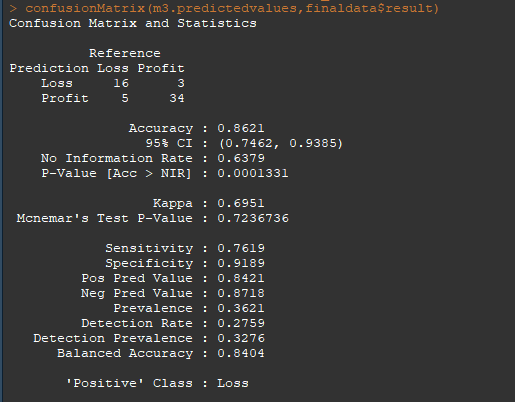 > confusionMatrix(m3.predictedvalues,finaldata$result)
Confusion Matrix and Statistics
Reference
Prediction Loss Profit
Loss 16 3
Profit 5 34
Accuracy : 0.8621
95% CI : (0.7462, 0.9385)
No Information Rate : 0.6379
P-Value [Acc > NIR] : 0.0001331
Kappa : 0.6951
Mcnemar's Test P-Value : 0.7236736
Sensitivity : 0.7619
Specificity : 0.9189
Pos Pred Value : 0.8421
Neg Pred Value : 0.8718
Prevalence : 0.3621
Detection Rate : 0.2759
Detection Prevalence : 0.3276
Balanced Accuracy : 0.8404
'Positive' Class : Loss